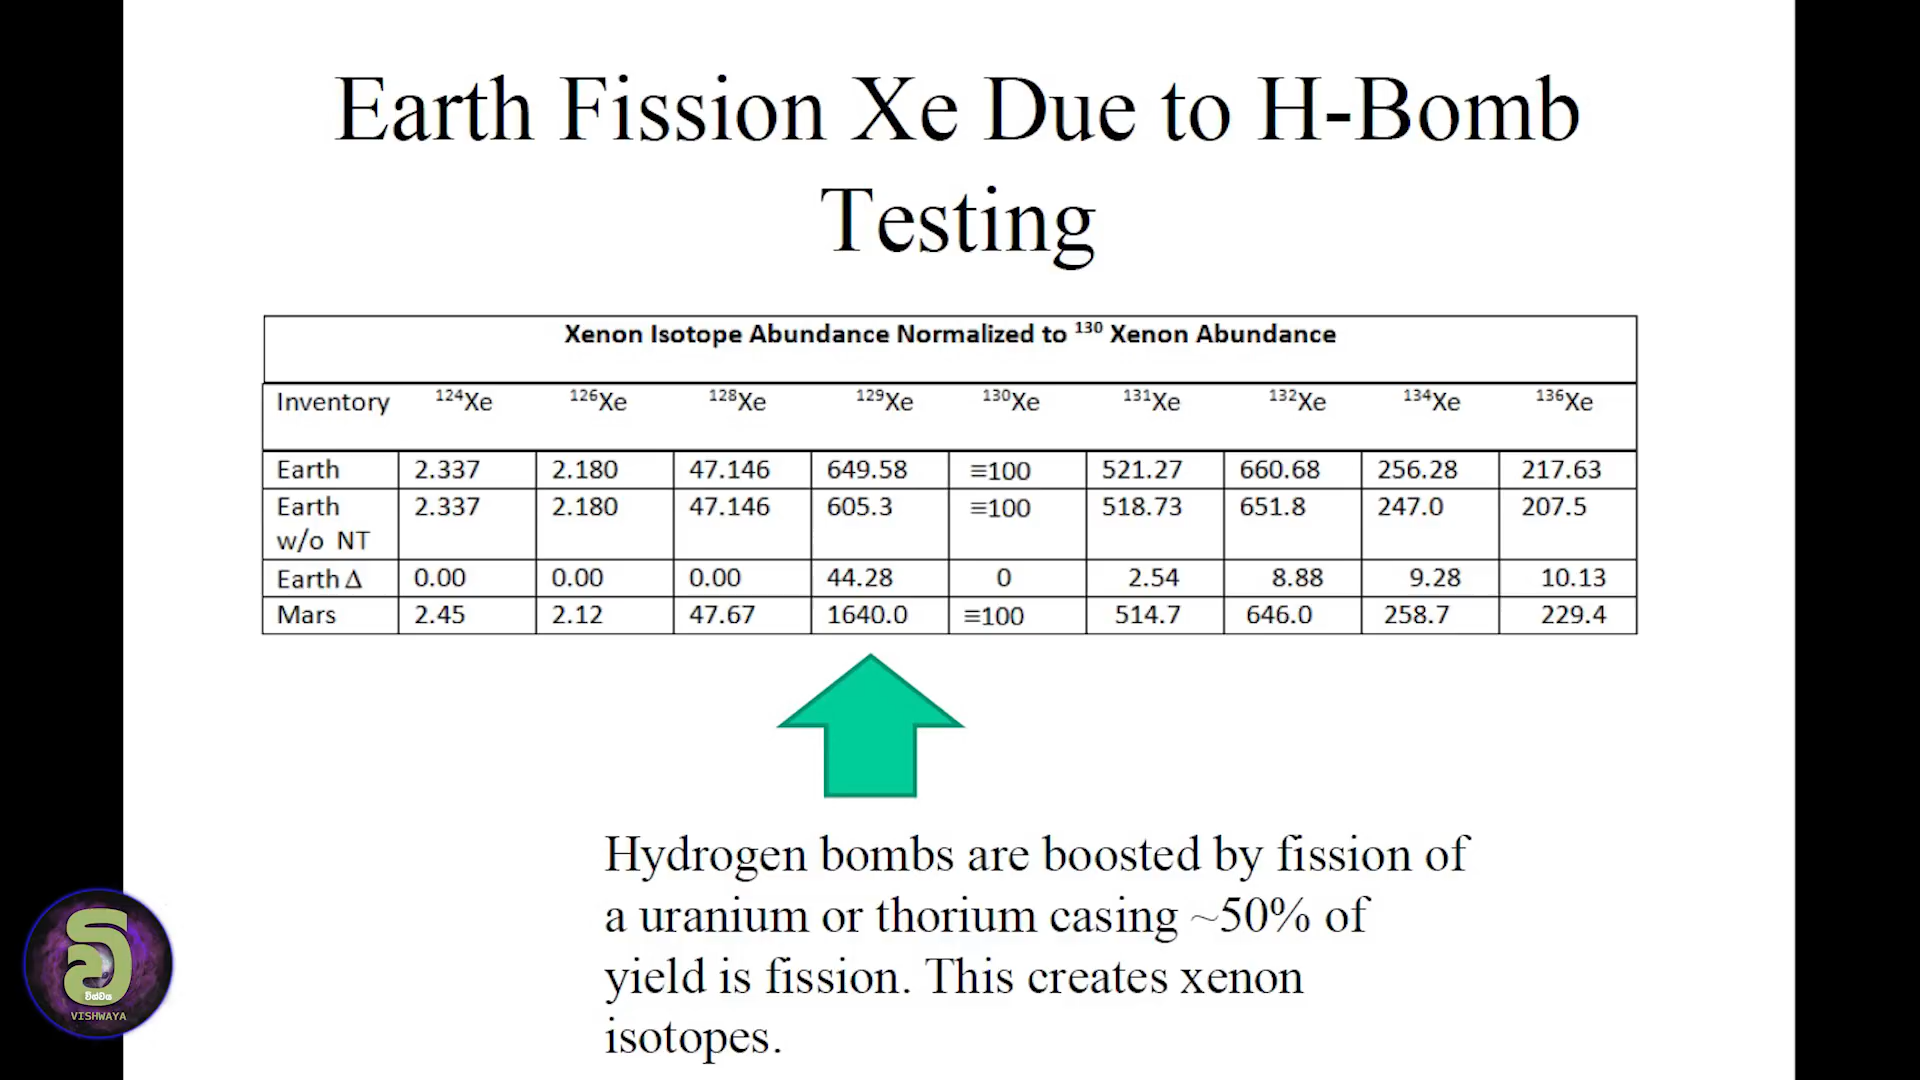 Earth Fission Xe Due to H-Bomb
Testing
Xenon Isotope Abundance Normalized to ¹³⁰ Xenon Abundance
Inventory ¹²⁴Xe ¹²⁶Xe ¹²⁸Xe ¹²⁹Xe ¹³⁰Xe ¹³¹Xe ¹³²Xe ¹³⁴Xe ¹³⁶Xe
Earth 2.337 2.180 47.146 649.58 ≡100 521.27 660.68 256.28 217.63
Earth 2.337 2.180 47.146 605.3 ≡100 518.73 651.8 247.0 207.5
w/o NT
Earth Δ 0.00 0.00 0.00 44.28 0 2.54 8.88 9.28 10.13
Mars 2.45 2.12 47.67 1640.0 ≡100 514.7 646.0 258.7 229.4
Hydrogen bombs are boosted by fission of
a uranium or thorium casing ~50% of
yield is fission. This creates xenon
isotopes.
විශ්වය
VISHWAYA